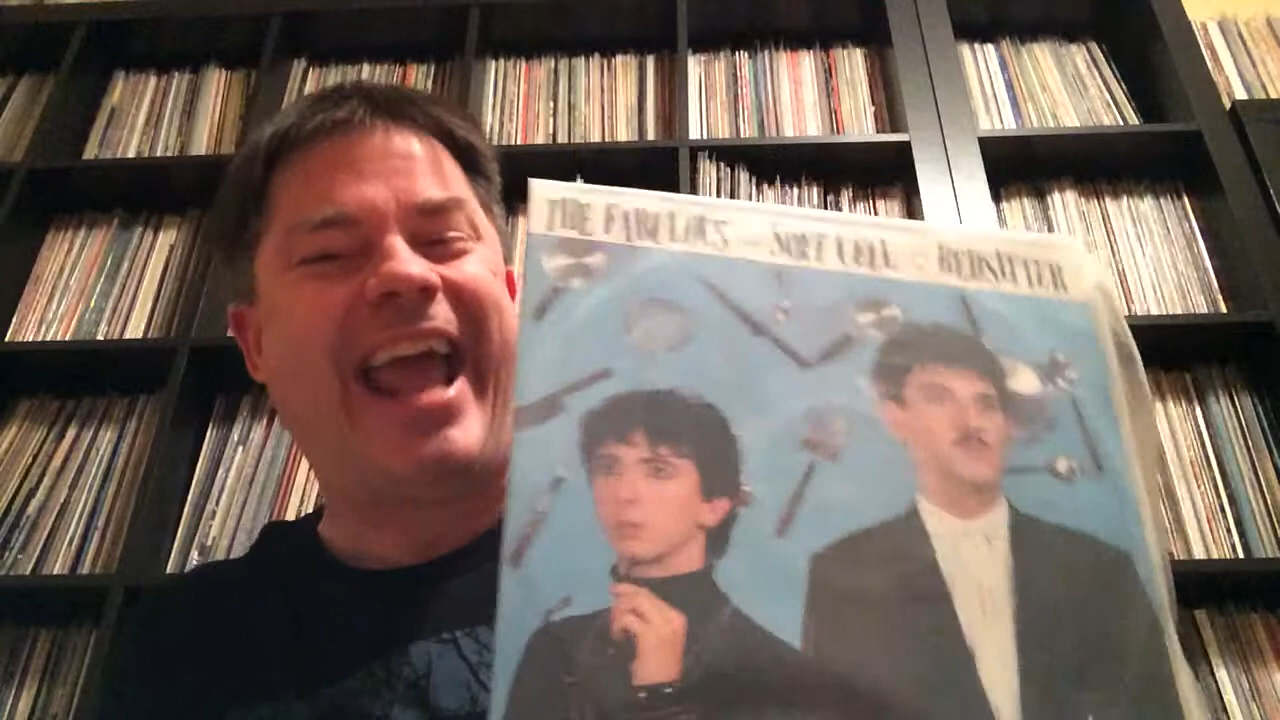 THE FABULOUS — SOFT CELL — BEDSITTER